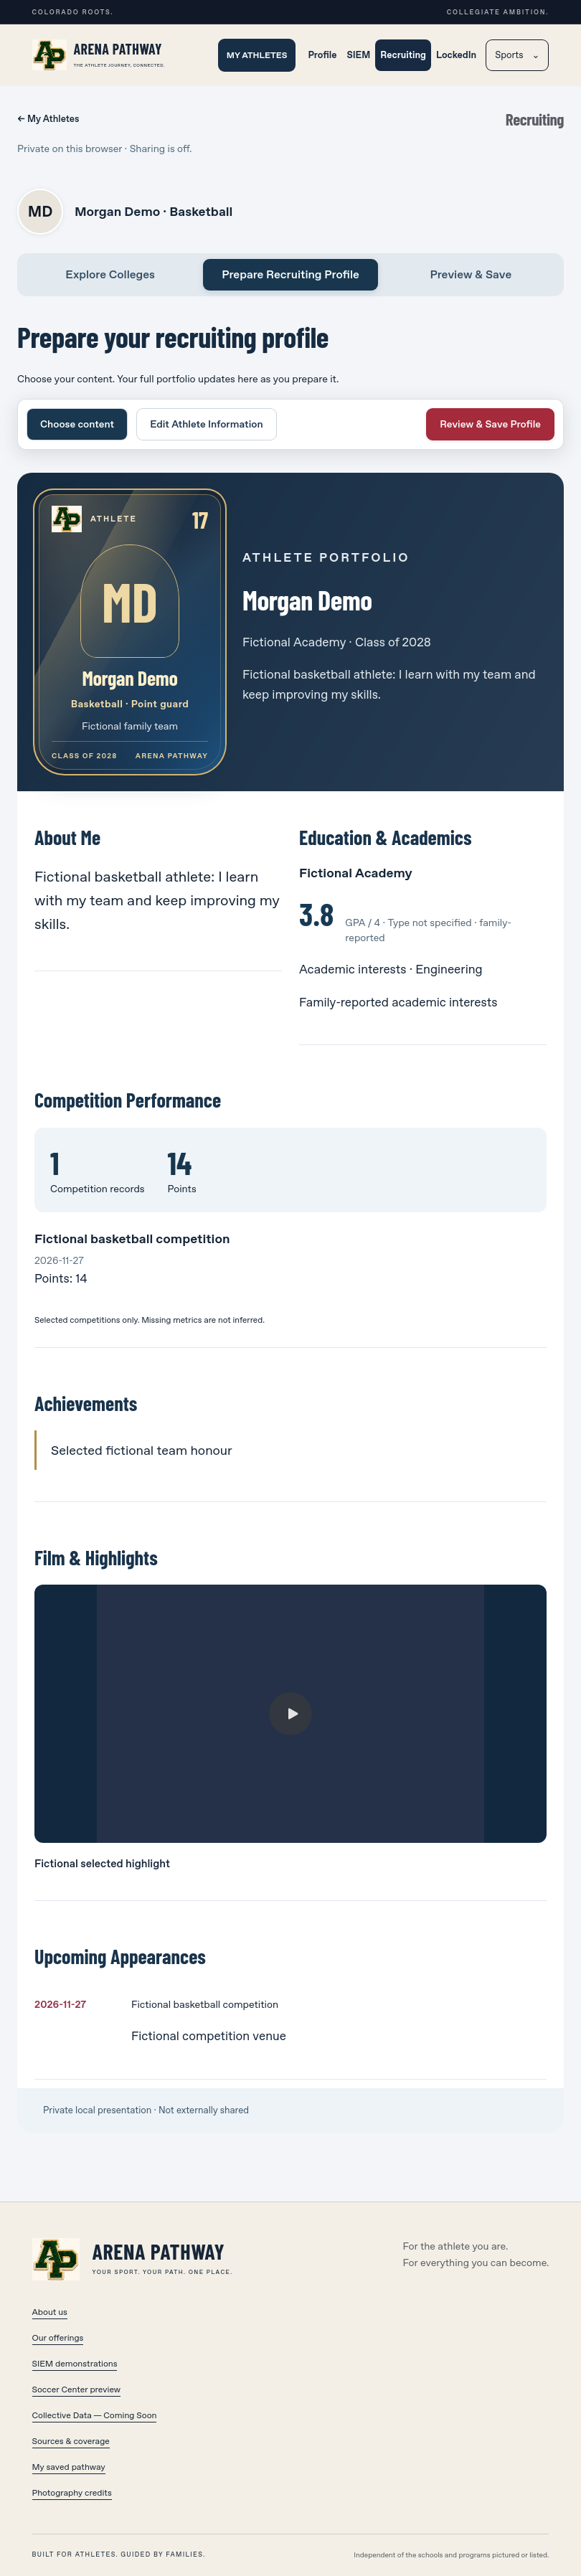 COLORADO ROOTS.
COLLEGIATE AMBITION.
AP
ARENA PATHWAY
THE ATHLETE JOURNEY, CONNECTED.
MY ATHLETES
Profile
SIEM
Recruiting
LockedIn
Sports
← My Athletes
Recruiting
Private on this browser · Sharing is off.
MD
Morgan Demo · Basketball
Explore Colleges
Prepare Recruiting Profile
Preview & Save
Prepare your recruiting profile
Choose your content. Your full portfolio updates here as you prepare it.
Choose content
Edit Athlete Information
Review & Save Profile
AP
ATHLETE
17
MD
Morgan Demo
Basketball · Point guard
Fictional family team
CLASS OF 2028
ARENA PATHWAY
ATHLETE PORTFOLIO
Morgan Demo
Fictional Academy · Class of 2028
Fictional basketball athlete: I learn with my team and
keep improving my skills.
About Me
Fictional basketball athlete: I learn
with my team and keep improving my
skills.
Education & Academics
Fictional Academy
3.8
GPA / 4 · Type not specified · family-
reported
Academic interests · Engineering
Family-reported academic interests
Competition Performance
1
Competition records
14
Points
Fictional basketball competition
2026-11-27
Points: 14
Selected competitions only. Missing metrics are not inferred.
Achievements
Selected fictional team honour
Film & Highlights
Fictional selected highlight
Upcoming Appearances
2026-11-27
Fictional basketball competition
Fictional competition venue
Private local presentation · Not externally shared
AP
ARENA PATHWAY
YOUR SPORT. YOUR PATH. ONE PLACE.
For the athlete you are.
For everything you can become.
About us
Our offerings
SIEM demonstrations
Soccer Center preview
Collective Data — Coming Soon
Sources & coverage
My saved pathway
Photography credits
BUILT FOR ATHLETES. GUIDED BY FAMILIES.
Independent of the schools and programs pictured or listed.